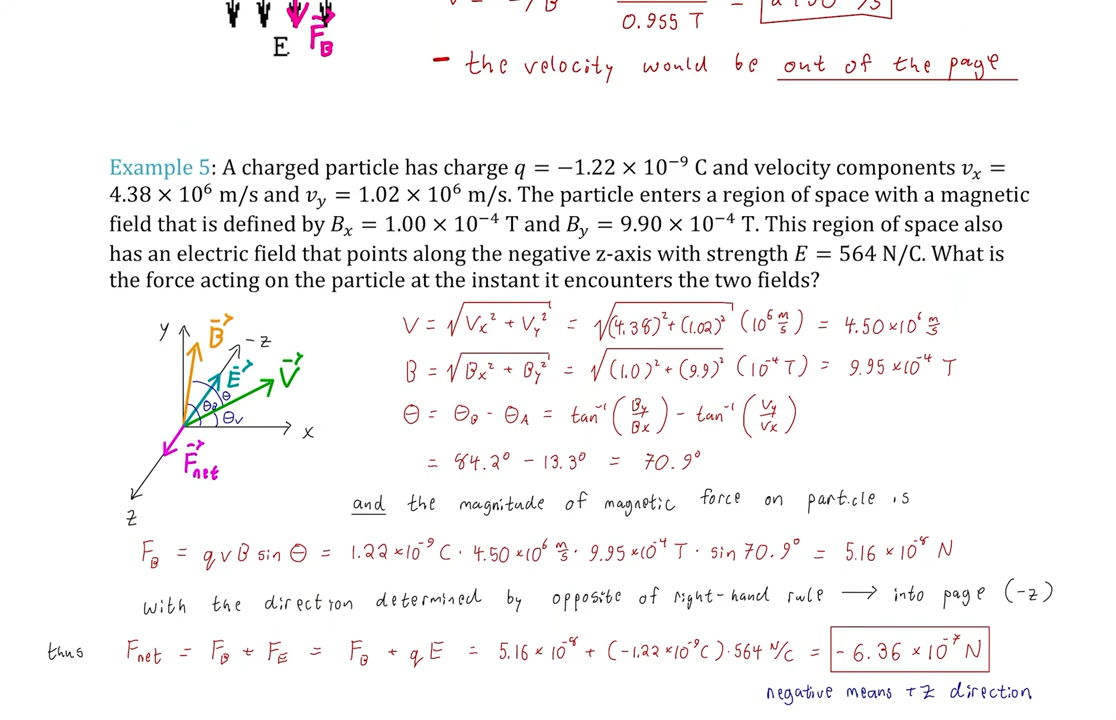 0.955 T
E
F_B
- the velocity would be out of the page
Example 5: A charged particle has charge q = −1.22 × 10⁻⁹ C and velocity components vₓ =
4.38 × 10⁶ m/s and v_y = 1.02 × 10⁶ m/s. The particle enters a region of space with a magnetic
field that is defined by Bₓ = 1.00 × 10⁻⁴ T and B_y = 9.90 × 10⁻⁴ T. This region of space also
has an electric field that points along the negative z-axis with strength E = 564 N/C. What is
the force acting on the particle at the instant it encounters the two fields?
y B⃗ -z E⃗ V⃗ θ θ_B θ_v x F⃗_net z
V = √(Vₓ² + V_y²) = √((4.38)² + (1.02)²) (10⁶ m/s) = 4.50 × 10⁶ m/s
B = √(Bₓ² + B_y²) = √((1.0)² + (9.9)²) (10⁻⁴ T) = 9.95 × 10⁻⁴ T
θ = θ_B - θ_A = tan⁻¹(B_y/Bₓ) - tan⁻¹(V_y/Vₓ)
= 84.2° - 13.3° = 70.9°
and the magnitude of magnetic force on particle is
F_B = qvB sin θ = 1.22 × 10⁻⁹ C · 4.50 × 10⁶ m/s · 9.95 × 10⁻⁴ T · sin 70.9° = 5.16 × 10⁻⁸ N
with the direction determined by opposite of right-hand rule → into page (-z)
thus F_net = F_B + F_E = F_B + qE = 5.16 × 10⁻⁸ + (-1.22 × 10⁻⁹ C) · 564 N/C = -6.36 × 10⁻⁷ N
negative means +z direction